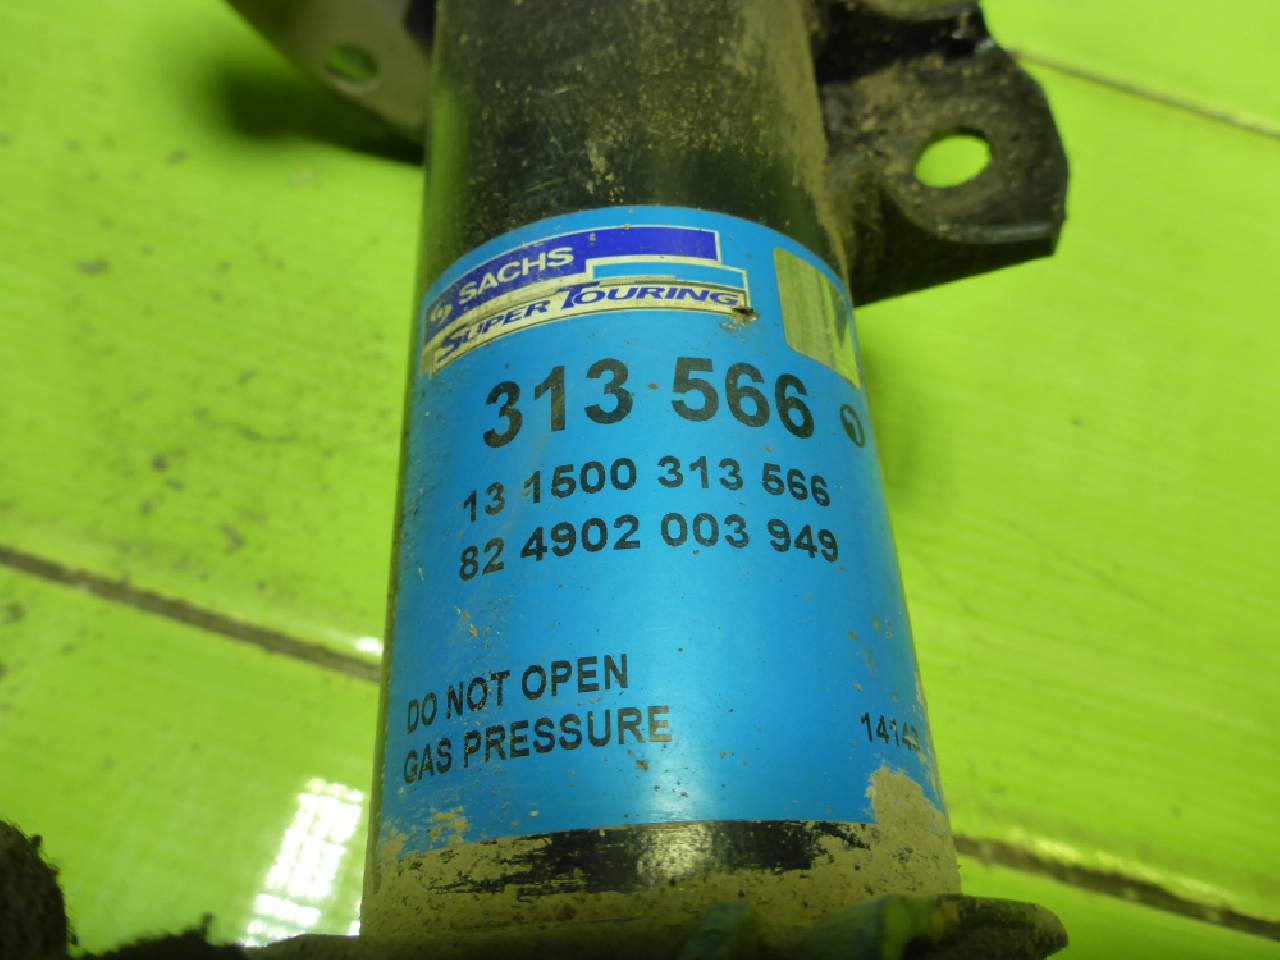 SACHS
SUPER TOURING
313 566
13 1500 313 566
82 4902 003 949
DO NOT OPEN
GAS PRESSURE